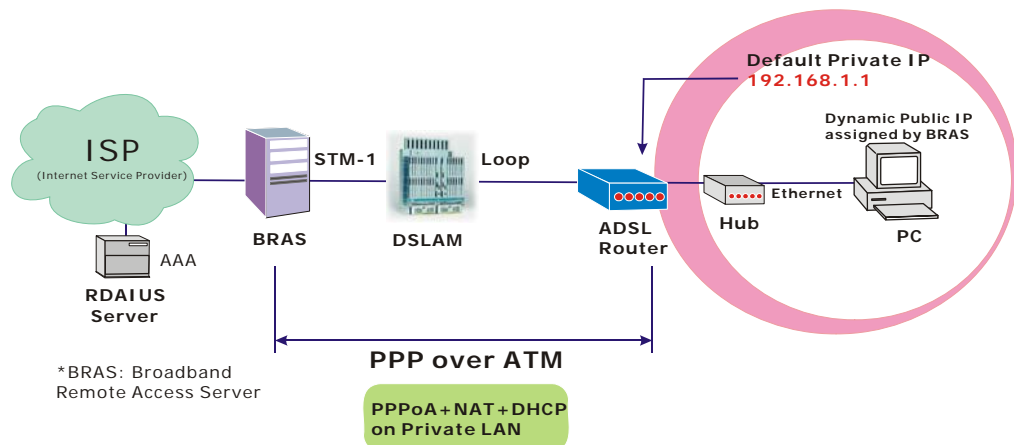 Default Private IP
192.168.1.1
Dynamic Public IP
assigned by BRAS
ISP
(Internet Service Provider)
STM-1
Loop
Ethernet
BRAS
DSLAM
ADSL
Router
Hub
PC
AAA
RDAIUS
Server
PPP over ATM
*BRAS: Broadband
Remote Access Server
PPPoA+NAT+DHCP
on Private LAN